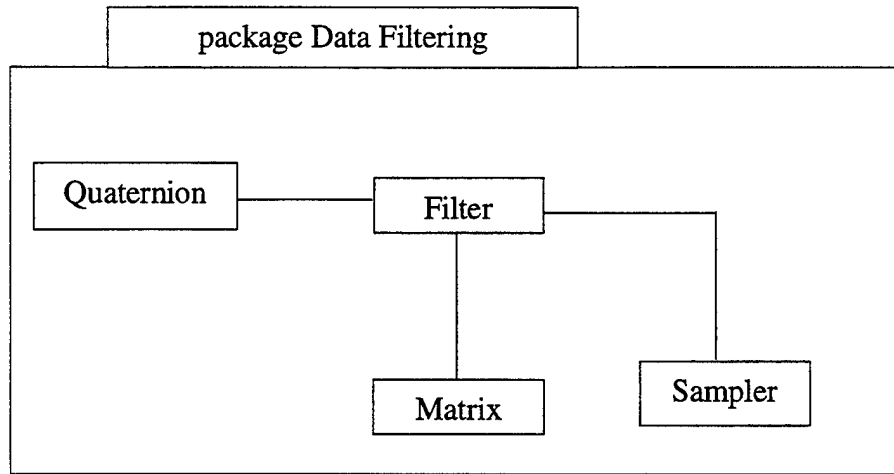 package Data Filtering
Quaternion
Filter
Matrix
Sampler